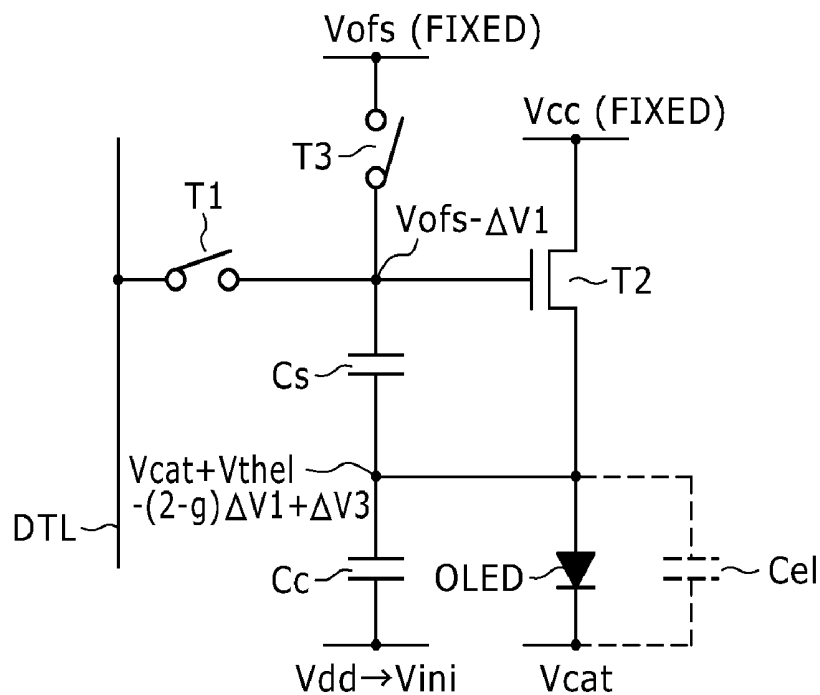 Vofs (FIXED)
Vcc (FIXED)
T3
T1
Vofs-ΔV1
T2
Cs
Vcat+Vthel
-(2-g)ΔV1+ΔV3
DTL
Cc
OLED
Cel
Vdd→Vini
Vcat